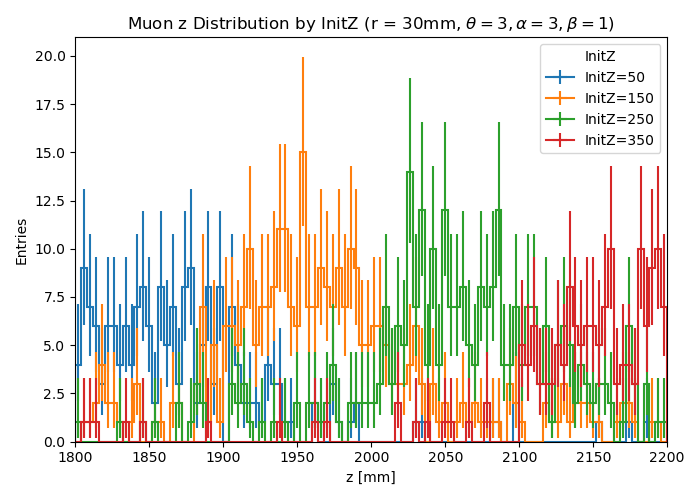 Muon z Distribution by InitZ (r = 30mm, θ = 3, α = 3, β = 1)
20.0
17.5
15.0
12.5
10.0
7.5
5.0
2.5
0.0
Entries
InitZ
InitZ=50
InitZ=150
InitZ=250
InitZ=350
1800 1850 1900 1950 2000 2050 2100 2150 2200
z [mm]